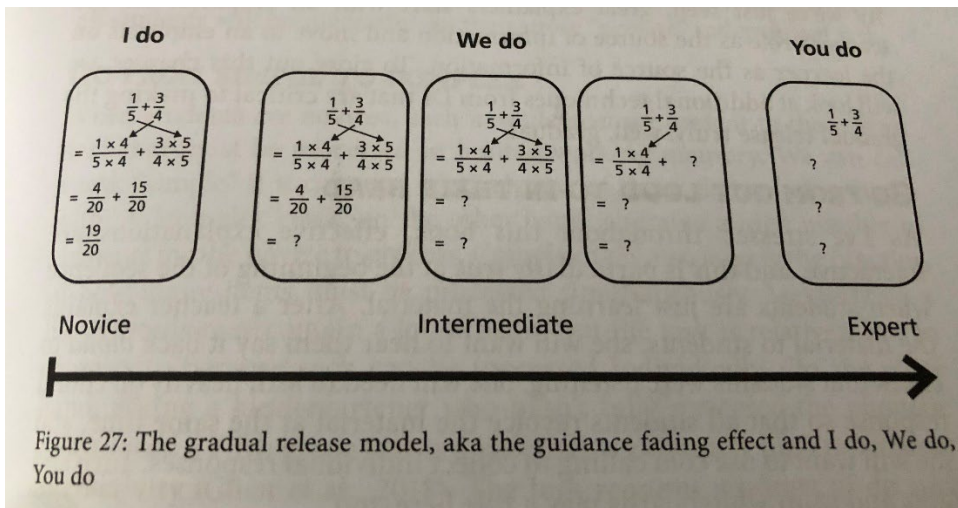 I do
We do
You do
1/5 + 3/4
= 1 × 4/5 × 4 + 3 × 5/4 × 5
= 4/20 + 15/20
= 19/20
1/5 + 3/4
= 1 × 4/5 × 4 + 3 × 5/4 × 5
= 4/20 + 15/20
= ?
1/5 + 3/4
= 1 × 4/5 × 4 + 3 × 5/4 × 5
= ?
= ?
1/5 + 3/4
= 1 × 4/5 × 4 + ?
= ?
= ?
1/5 + 3/4
?
?
?
Novice
Intermediate
Expert
Figure 27: The gradual release model, aka the guidance fading effect and I do, We do,
You do